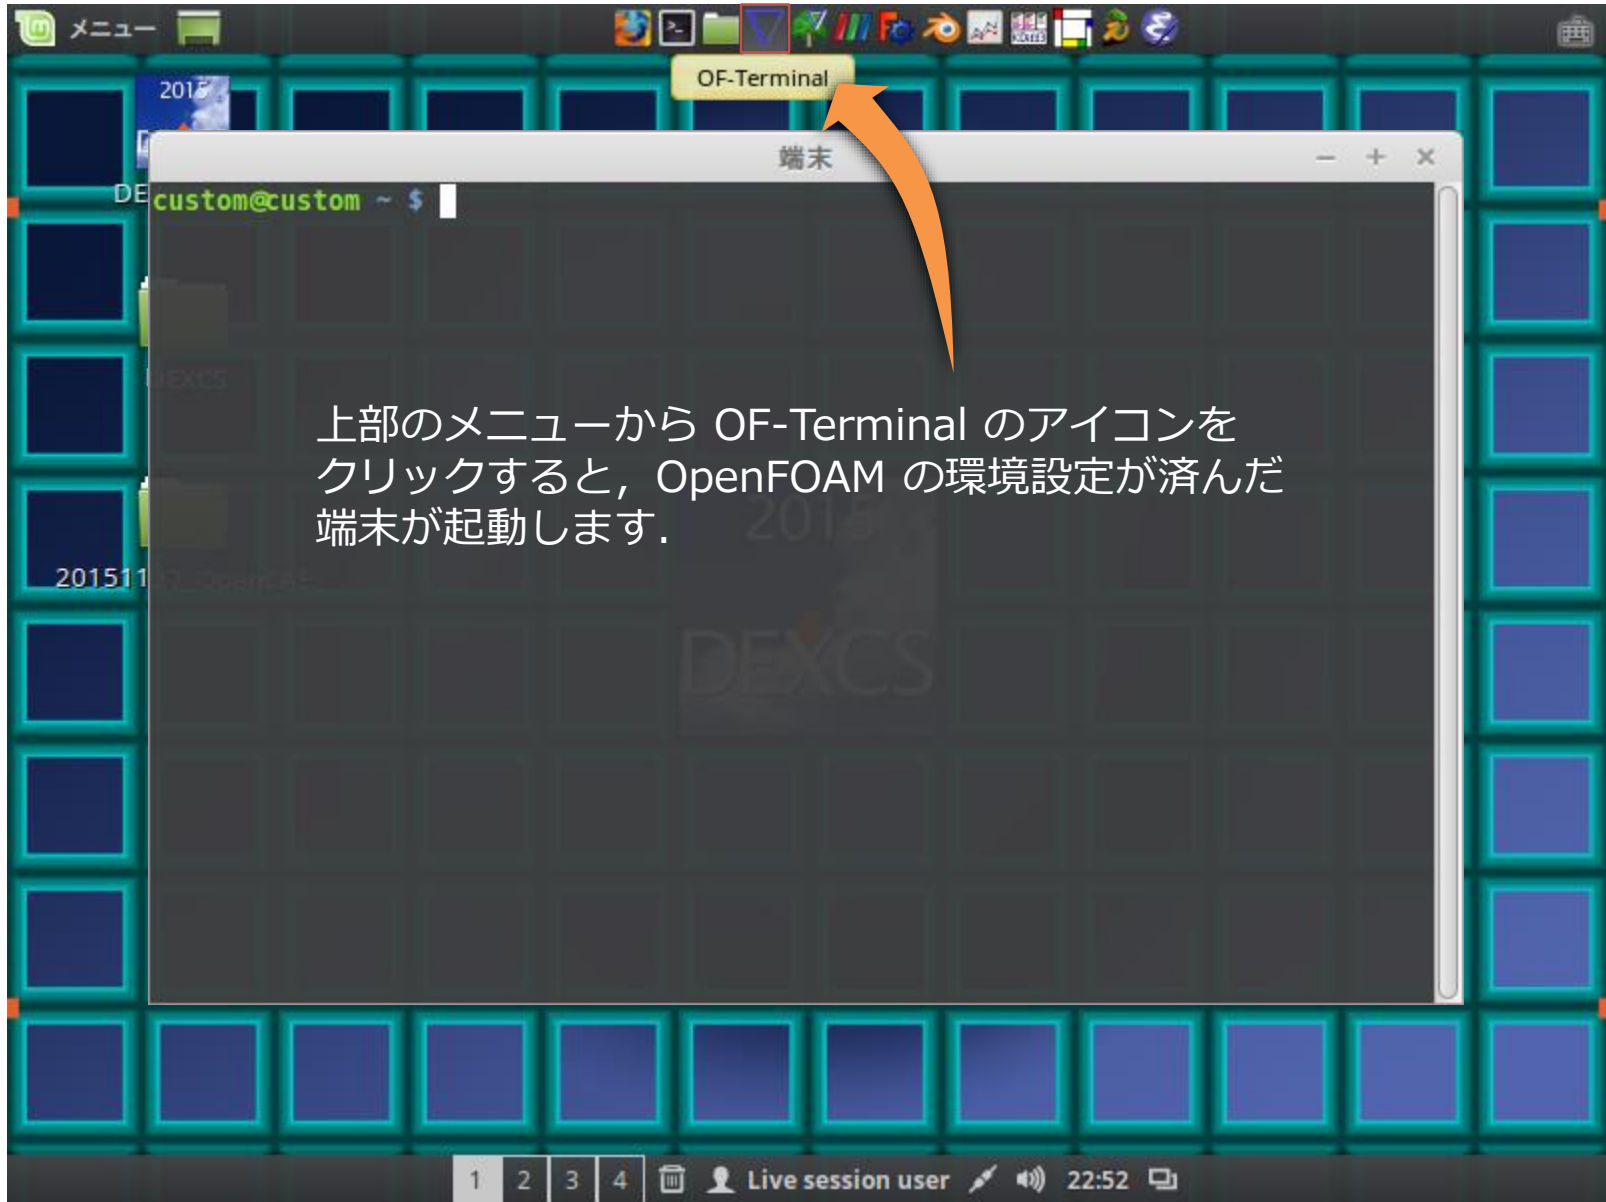 メニュー
OF-Terminal
2015
端末
DE
custom@custom ~ $
DEXCS
上部のメニューから OF-Terminal のアイコンを
クリックすると，OpenFOAM の環境設定が済んだ
端末が起動します．
2015
201511
DEXCS
1 2 3 4 Live session user 22:52